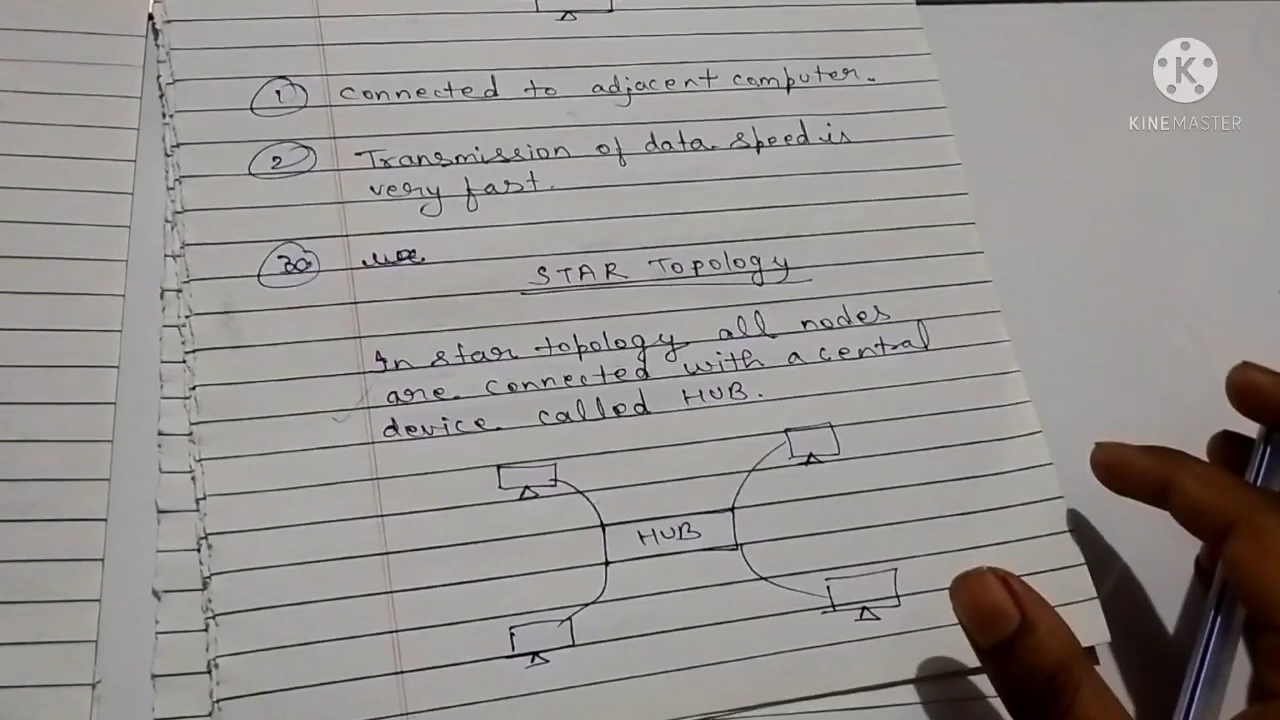 K
KINEMASTER
1 Connected to adjacent computer.
2 Transmission of data speed is
very fast.
STAR Topology
In star topology all nodes
are connected with a central
device called HUB.
HUB